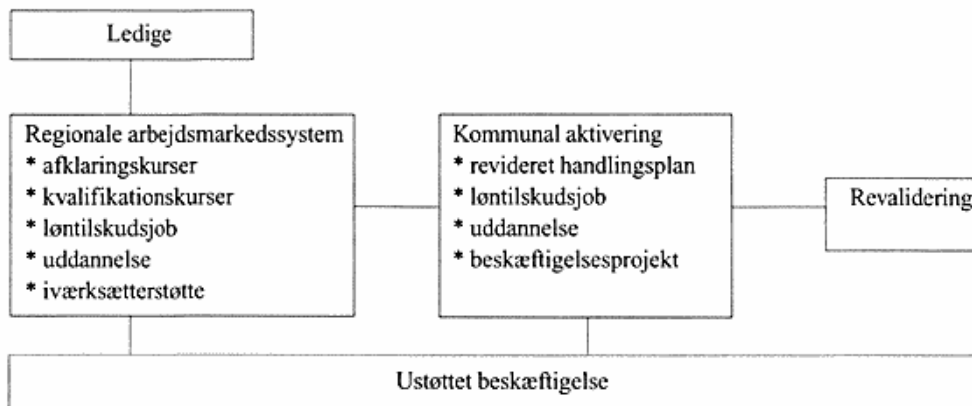 Ledige
Regionale arbejdsmarkedssystem
* afklaringskurser
* kvalifikationskurser
* løntilskudsjob
* uddannelse
* iværksætterstøtte
Kommunal aktivering
* revideret handlingsplan
* løntilskudsjob
* uddannelse
* beskæftigelsesprojekt
Revalidering
Ustøttet beskæftigelse